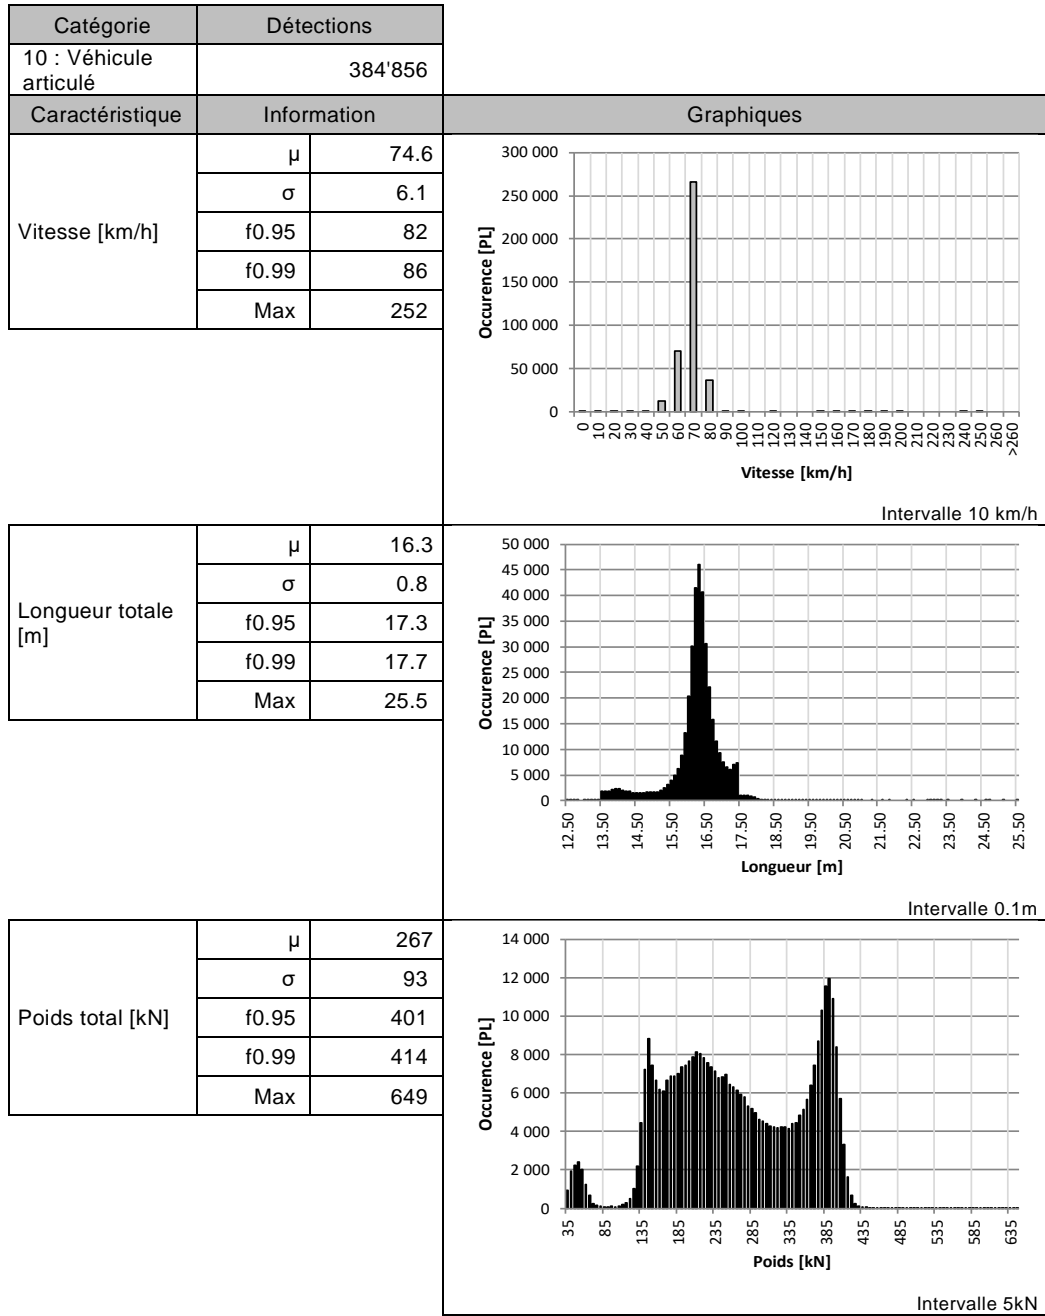 Catégorie Détections
10 : Véhicule
articulé
384'856
Caractéristique Information Graphiques
Vitesse [km/h]
µ 74.6
σ 6.1
f0.95 82
f0.99 86
Max 252
300 000
250 000
200 000
150 000
100 000
50 000
0
Occurence [PL]
0 10 20 30 40 50 60 70 80 90 100 110 120 130 140 150 160 170 180 190 200 210 220 230 240 250 260 >260
Vitesse [km/h]
Intervalle 10 km/h
Longueur totale
[m]
µ 16.3
σ 0.8
f0.95 17.3
f0.99 17.7
Max 25.5
50 000
45 000
40 000
35 000
30 000
25 000
20 000
15 000
10 000
5 000
0
Occurence [PL]
12.50 13.50 14.50 15.50 16.50 17.50 18.50 19.50 20.50 21.50 22.50 23.50 24.50 25.50
Longueur [m]
Intervalle 0.1m
Poids total [kN]
µ 267
σ 93
f0.95 401
f0.99 414
Max 649
14 000
12 000
10 000
8 000
6 000
4 000
2 000
0
Occurence [PL]
35 85 135 185 235 285 335 385 435 485 535 585 635
Poids [kN]
Intervalle 5kN